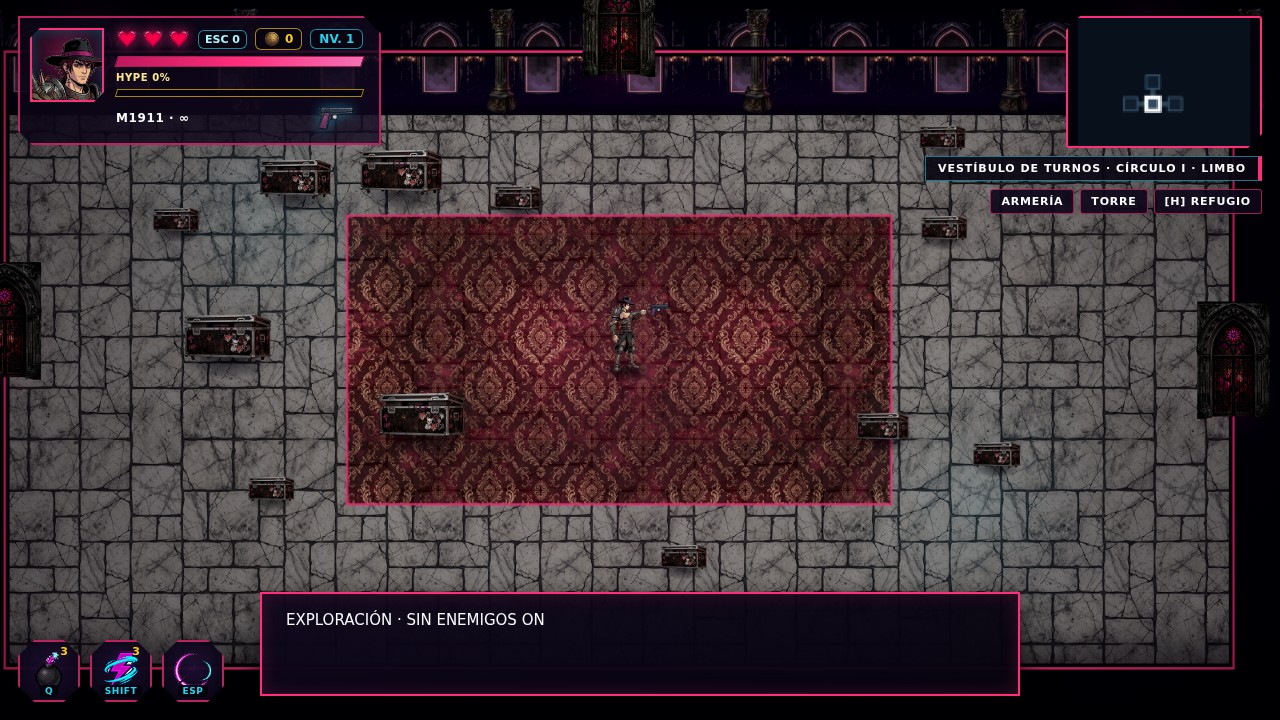 ESC 0
0
NV. 1
HYPE 0%
M1911 · ∞
VESTÍBULO DE TURNOS · CÍRCULO I · LIMBO
ARMERÍA
TORRE
[H] REFUGIO
EXPLORACIÓN · SIN ENEMIGOS ON
3
Q
3
SHIFT
ESP